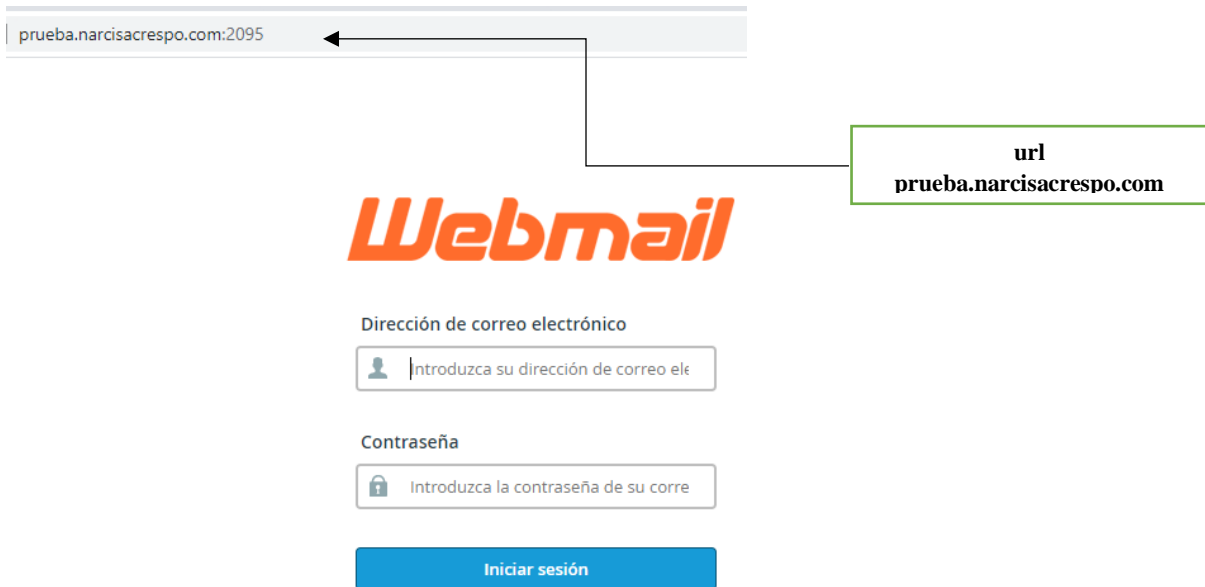 prueba.narcisacrespo.com:2095
url
prueba.narcisacrespo.com
Webmail
Dirección de correo electrónico
Introduzca su dirección de correo ele
Contraseña
Introduzca la contraseña de su corre
Iniciar sesión